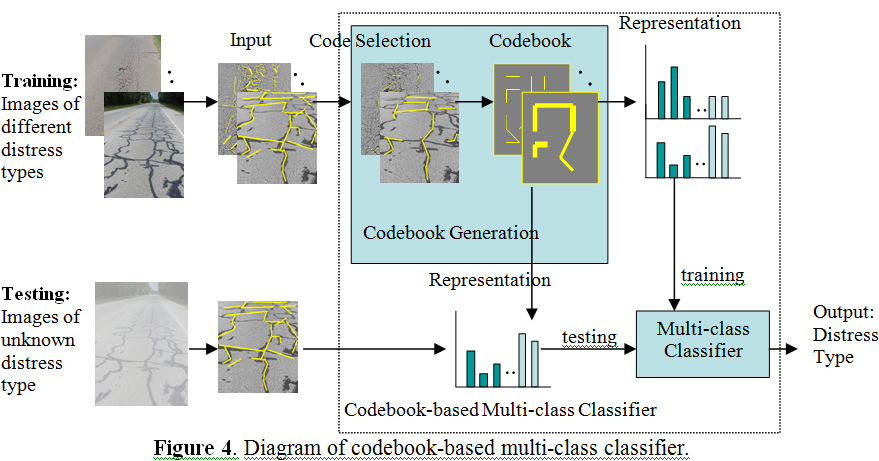 Representation
Input
Code Selection
Codebook
Training:
Images of
different
distress
types
Codebook Generation
Representation
training
Testing:
Images of
unknown
distress
type
testing
Multi-class
Classifier
Output:
Distress
Type
Codebook-based Multi-class Classifier
Figure 4. Diagram of codebook-based multi-class classifier.